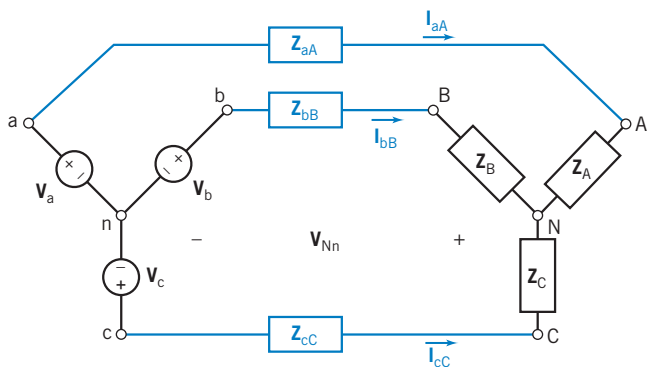 I_aA
Z_aA
a
b
Z_bB
I_bB
B
A
+
−
V_a
−
+
V_b
Z_B
Z_A
n
−
V_Nn
+
N
−
+
V_c
Z_C
c
Z_cC
I_cC
C